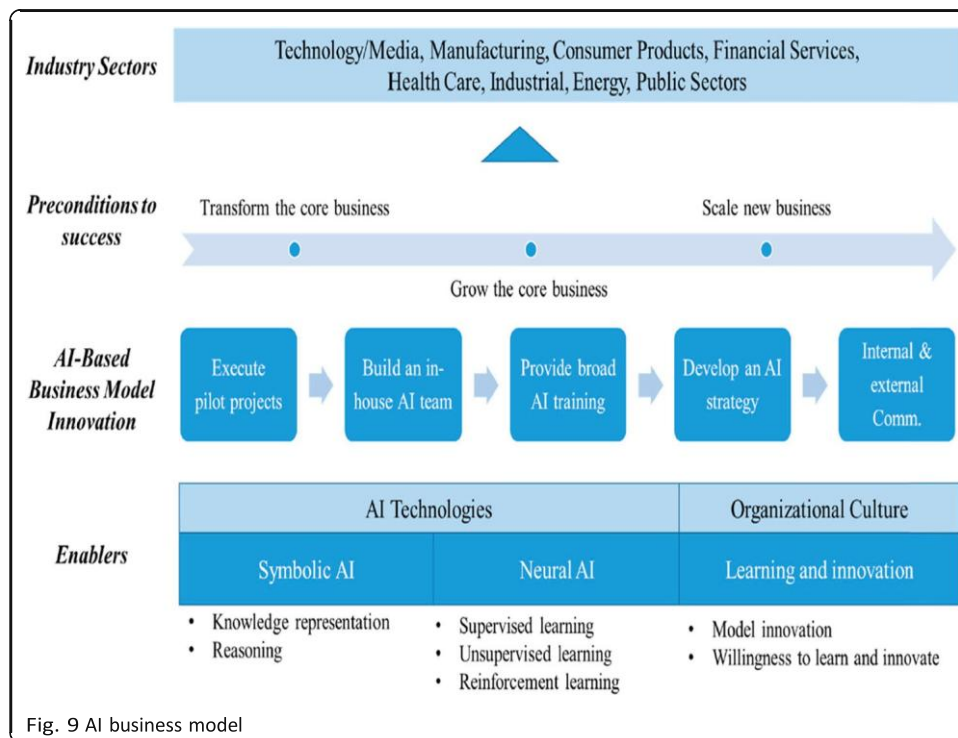 Industry Sectors
Technology/Media, Manufacturing, Consumer Products, Financial Services,
Health Care, Industrial, Energy, Public Sectors
Preconditions to
success
Transform the core business
Scale new business
Grow the core business
AI-Based
Business Model
Innovation
Execute
pilot projects
Build an in-
house AI team
Provide broad
AI training
Develop an AI
strategy
Internal &
external
Comm.
Enablers
AI Technologies
Organizational Culture
Symbolic AI
Neural AI
Learning and innovation
• Knowledge representation
• Reasoning
• Supervised learning
• Unsupervised learning
• Reinforcement learning
• Model innovation
• Willingness to learn and innovate
Fig. 9 AI business model